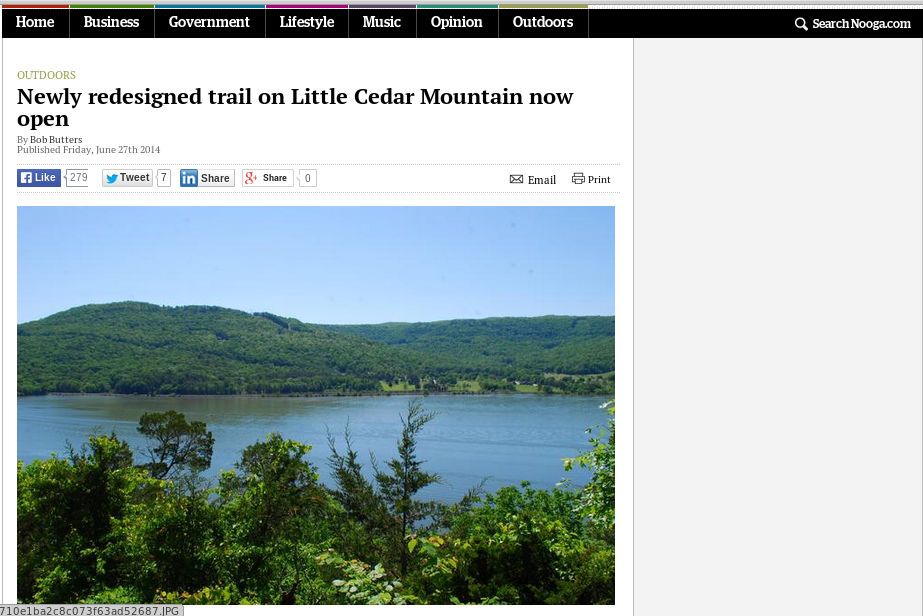 Home Business Government Lifestyle Music Opinion Outdoors Search Nooga.com
OUTDOORS
Newly redesigned trail on Little Cedar Mountain now
open
By Bob Butters
Published Friday, June 27th 2014
Like 279 Tweet 7 in Share g+ Share 0 Email Print
710e1ba2c8c073f63ad52687.JPG